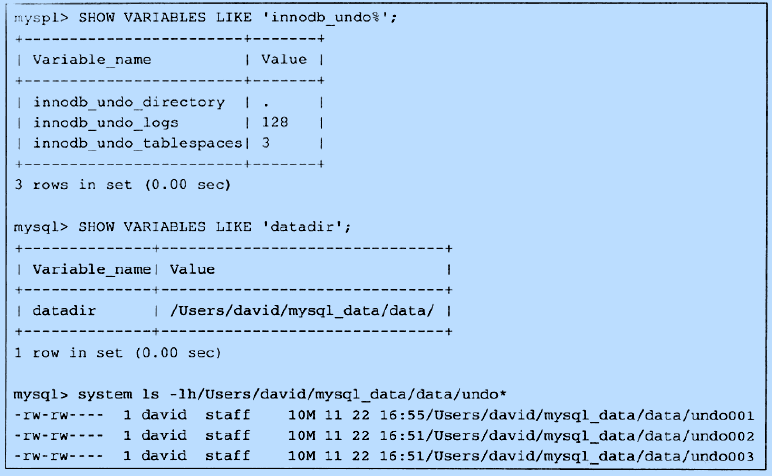 myspl> SHOW VARIABLES LIKE 'innodb_undo%';
+------------------------+-------+
| Variable_name          | Value |
+------------------------+-------+
| innodb_undo_directory  | .     |
| innodb_undo_logs       | 128   |
| innodb_undo_tablespaces| 3     |
+------------------------+-------+
3 rows in set (0.00 sec)
mysql> SHOW VARIABLES LIKE 'datadir';
+--------------+-------------------------------+
| Variable_name| Value                         |
+--------------+-------------------------------+
| datadir      | /Users/david/mysql_data/data/ |
+--------------+-------------------------------+
1 row in set (0.00 sec)
mysql> system ls -lh/Users/david/mysql_data/data/undo*
-rw-rw----  1 david  staff    10M 11 22 16:55/Users/david/mysql_data/data/undo001
-rw-rw----  1 david  staff    10M 11 22 16:51/Users/david/mysql_data/data/undo002
-rw-rw----  1 david  staff    10M 11 22 16:51/Users/david/mysql_data/data/undo003